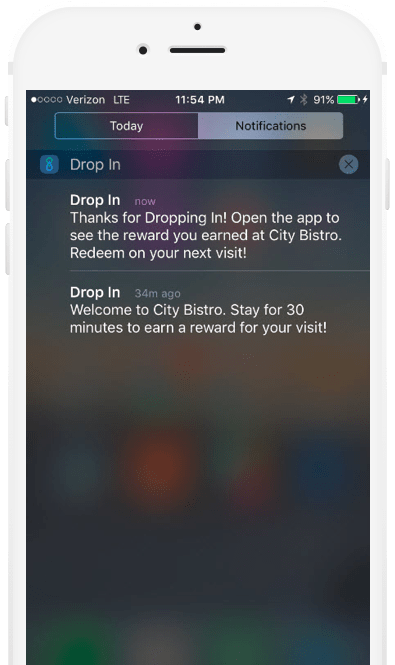 Verizon LTE 11:54 PM 91%
Today Notifications
Drop In
Drop In now
Thanks for Dropping In! Open the app to
see the reward you earned at City Bistro.
Redeem on your next visit!
Drop In 34m ago
Welcome to City Bistro. Stay for 30
minutes to earn a reward for your visit!